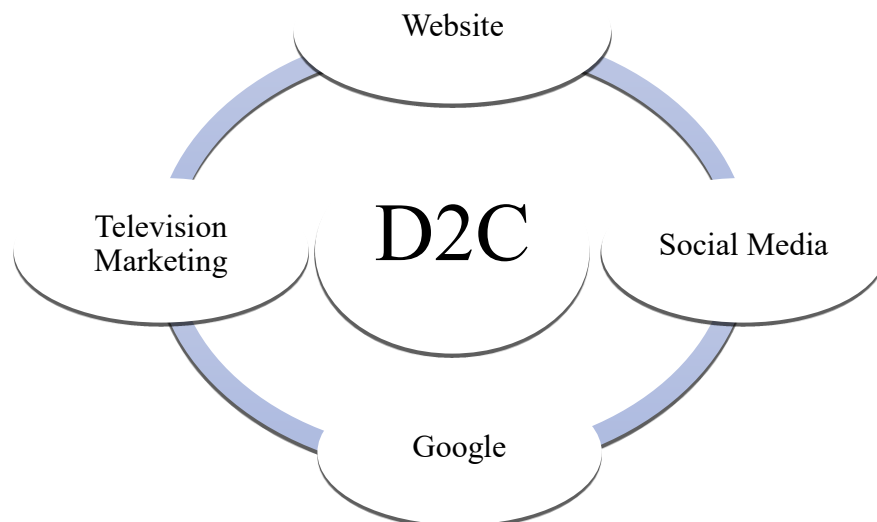 Website
Television
Marketing
D2C
Social Media
Google